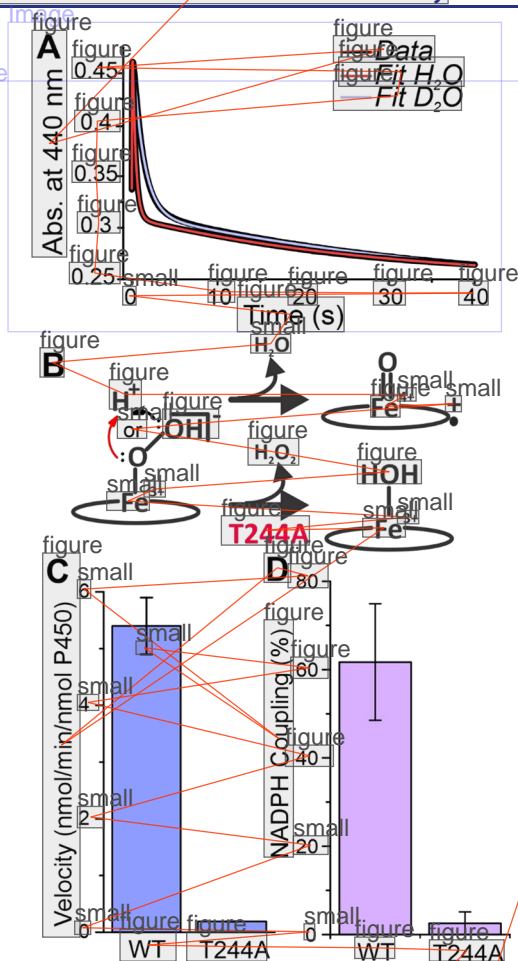 Image
figure
A
figure
figure
Data
figure
0.45
figure
Fit H2O
Fit D2O
figure
0.4
Abs. at 440 nm
0.35
figure
0.3
figure
0.25
small
figure
figure
figure
figure
figure
0
10
20
30
40
Time (s)
small
figure
H2O
B
O
H+
figure
figure
small
small
Fe
+
small
or
OH
figure
H2O2
:O
figure
small
HOH
small
Fe
small
figure
small
T244A
Fe
figure
figure
figure
C
small
D
80
6
figure
small
figure
60
small
4
figure
40
Velocity (nmol/min/nmol P450)
NADPH Coupling (%)
small
2
small
20
small
figure
figure
small
figure
figure
0
0
WT
T244A
WT
T244A